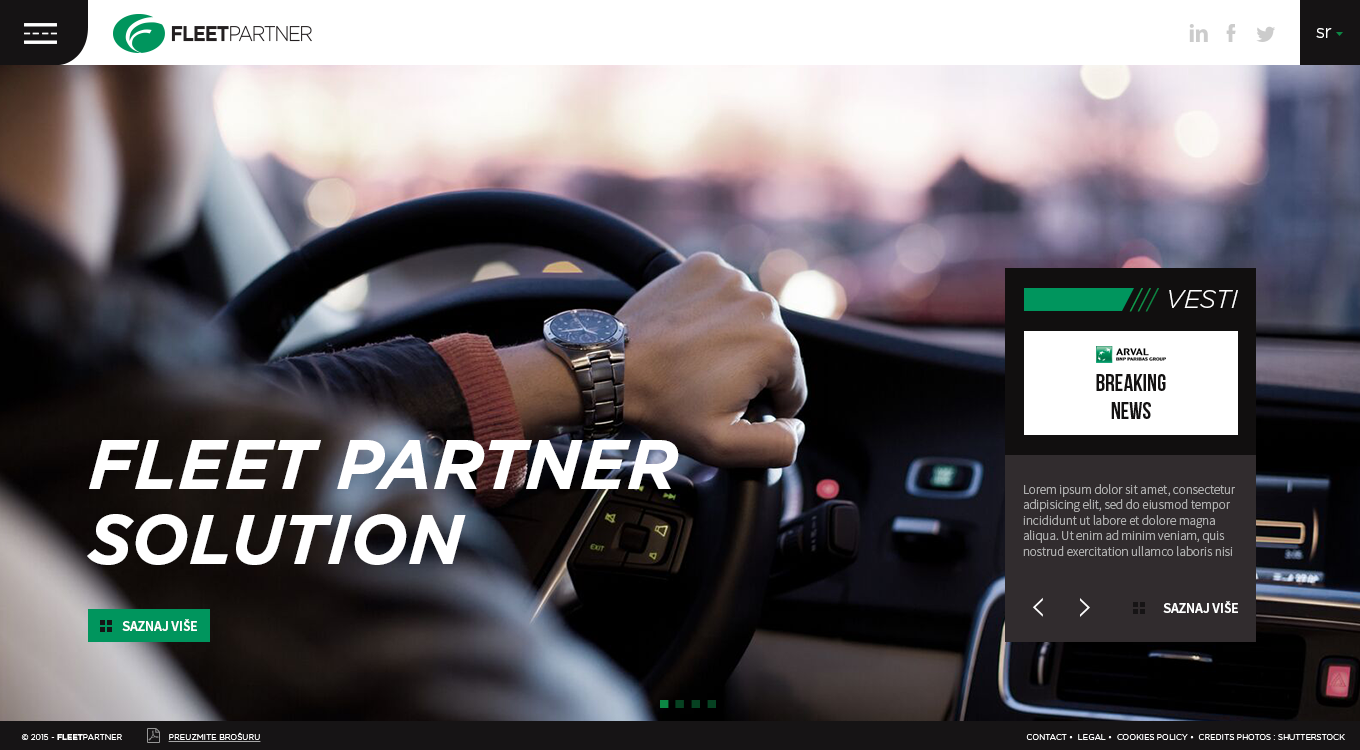 FLEETPARTNER
in f
sr
VESTI
ARVAL
BNP PARIBAS GROUP
BREAKING
NEWS
FLEET PARTNER
SOLUTION
EXIT
Lorem ipsum dolor sit amet, consectetur
adipisicing elit, sed do eiusmod tempor
incididunt ut labore et dolore magna
aliqua. Ut enim ad minim veniam, quis
nostrud exercitation ullamco laboris nisi
SAZNAJ VIŠE
SAZNAJ VIŠE
© 2015 - FLEETPARTNER
PREUZMITE BROŠURU
CONTACT • LEGAL • COOKIES POLICY • CREDITS PHOTOS : SHUTTERSTOCK